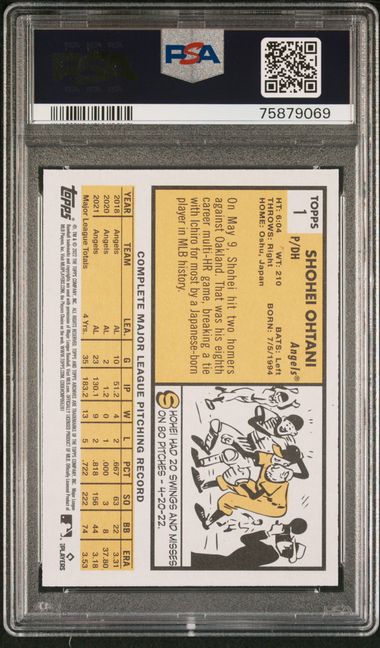 PSA
75879069
TOPPS
1
SHOHEI OHTANI
P/DH
Angels®
HT: 6:04 WT: 210 BATS: Left
THROWS: Right BORN: 7/5/1994
HOME: Oshu, Japan
On May 9, Shohei hit two homers
against Oakland. That was his eighth
career multi-HR game, breaking a tie
with Ichiro for most by a Japanese-born
player in MLB history.
SHOHEI HAD 20 SWINGS AND MISSES
ON 80 PITCHES - 4-20-22.
COMPLETE MAJOR LEAGUE PITCHING RECORD
YEAR TEAM LEA. G IP W L PCT SO BB ERA
2018 Angels AL 10 51.2 4 2 .667 63 22 3.31
2020 Angels AL 2 1.2 0 1 .000 3 8 37.80
2021 Angels AL 23 130.1 9 2 .818 156 44 3.18
Major League Totals 4 Yrs. 35 183.2 13 5 .722 222 74 3.53
topps